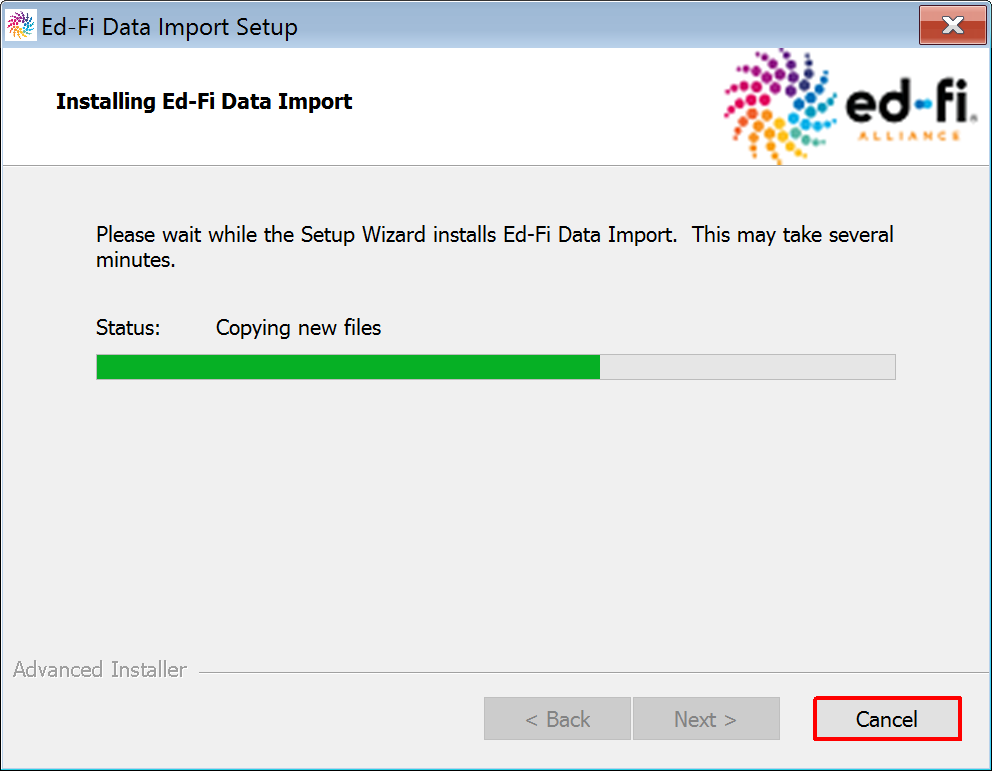 Ed-Fi Data Import Setup
Installing Ed-Fi Data Import
ed-fi®
ALLIANCE
Please wait while the Setup Wizard installs Ed-Fi Data Import.  This may take several
minutes.
Status: Copying new files
Advanced Installer
< Back Next > Cancel